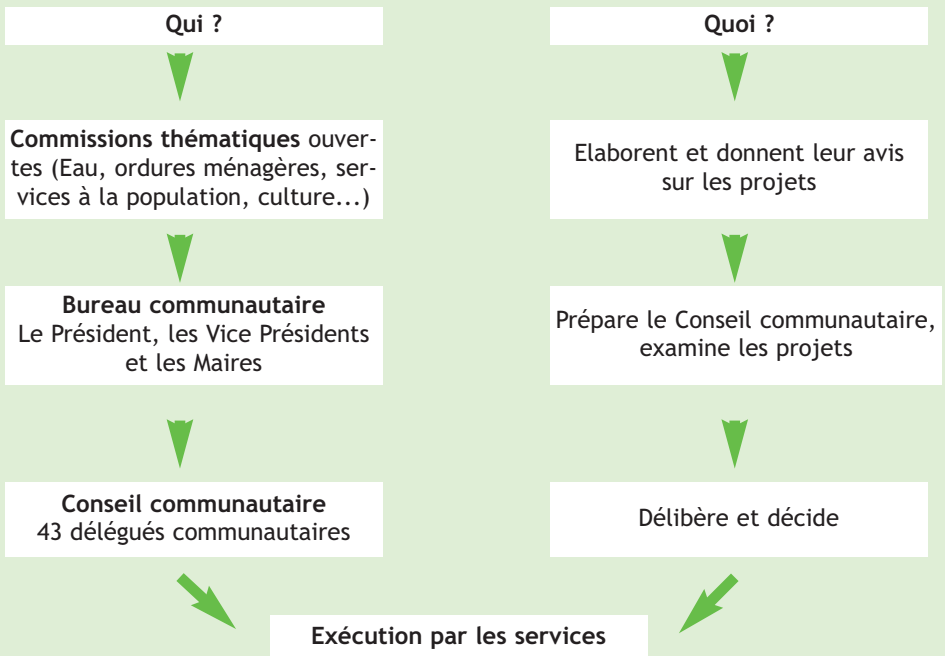 Qui ?
Quoi ?
Commissions thématiques ouver-
tes (Eau, ordures ménagères, ser-
vices à la population, culture...)
Elaborent et donnent leur avis
sur les projets
Bureau communautaire
Le Président, les Vice Présidents
et les Maires
Prépare le Conseil communautaire,
examine les projets
Conseil communautaire
43 délégués communautaires
Délibère et décide
Exécution par les services